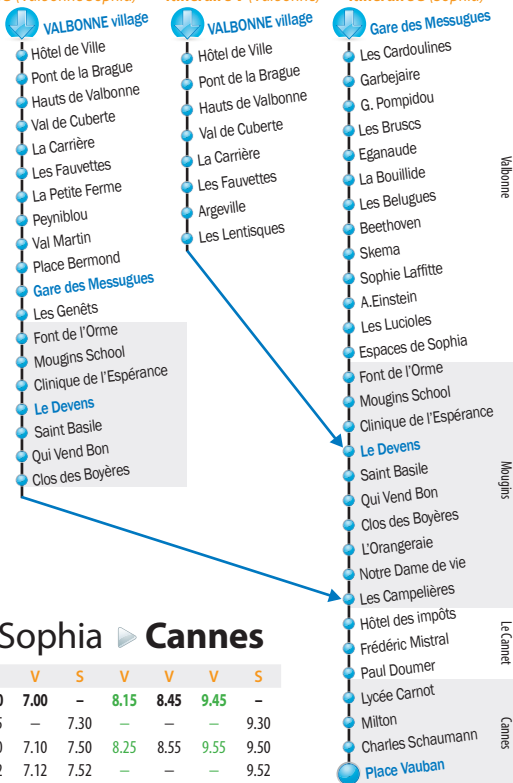 VALBONNE village
Hôtel de Ville
Pont de la Brague
Hauts de Valbonne
Val de Cuberte
La Carrière
Les Fauvettes
La Petite Ferme
Peyniblou
Val Martin
Place Bermond
Gare des Messugues
Les Genêts
Font de l'Orme
Mougins School
Clinique de l'Espérance
Le Devens
Saint Basile
Qui Vend Bon
Clos des Boyères
VALBONNE village
Hôtel de Ville
Pont de la Brague
Hauts de Valbonne
Val de Cuberte
La Carrière
Les Fauvettes
Argeville
Les Lentisques
Gare des Messugues
Les Cardoulines
Garbejaire
G. Pompidou
Les Bruscs
Eganaude
La Bouillide
Les Belugues
Beethoven
Skema
Sophie Laffitte
A.Einstein
Les Lucioles
Espaces de Sophia
Font de l'Orme
Mougins School
Clinique de l'Espérance
Le Devens
Saint Basile
Qui Vend Bon
Clos des Boyères
L'Orangeraie
Notre Dame de vie
Les Campelières
Hôtel des impôts
Frédéric Mistral
Paul Doumer
Lycée Carnot
Milton
Charles Schaumann
Place Vauban
Valbonne
Mougins
Le Cannet
Cannes
Sophia Cannes
V S V V V S
7.00 – 8.15 8.45 9.45 –
– 7.30 – – – 9.30
7.10 7.50 8.25 8.55 9.55 9.50
7.12 7.52 – – – 9.52